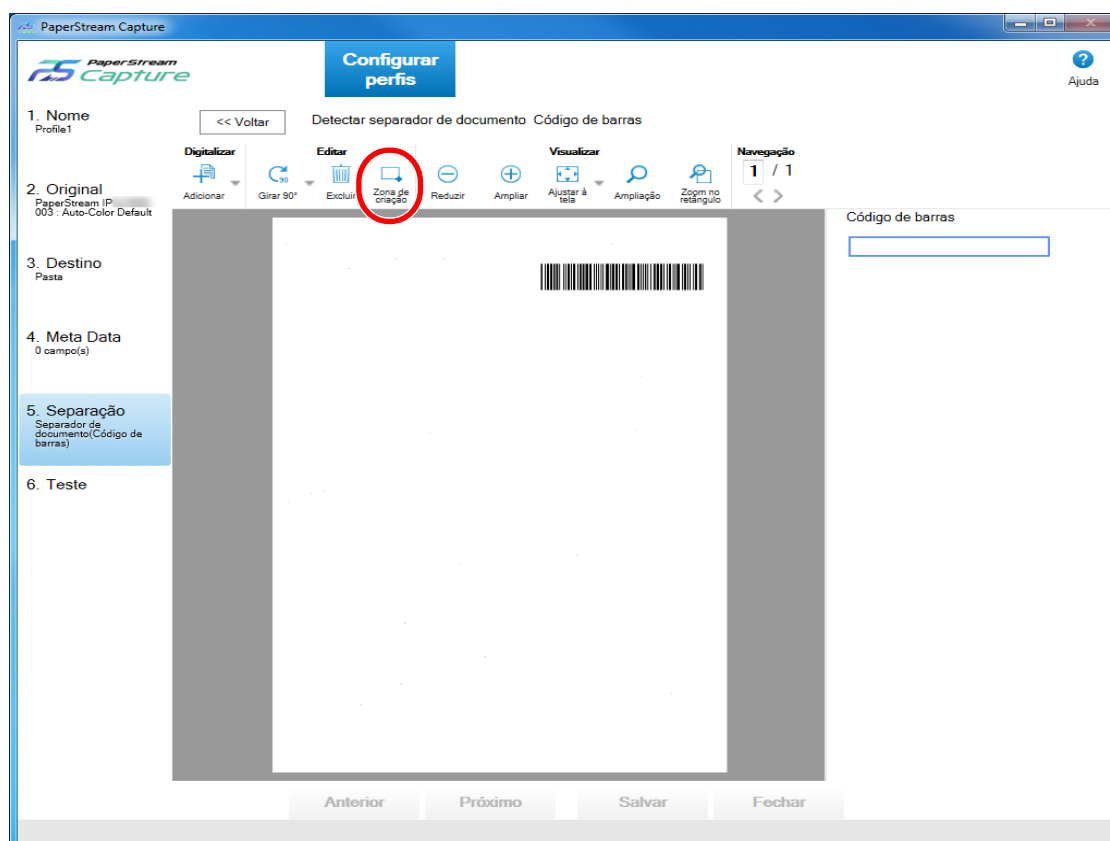 PaperStream Capture
PaperStream
Capture
Configurar
perfis
Ajuda
1. Nome
Profile1
<< Voltar
Detectar separador de documento Código de barras
Digitalizar
Editar
Visualizar
Navegação
1 / 1
Adicionar
90
Girar 90°
Excluir
Zona de
criação
Reduzir
Ampliar
Ajustar à
tela
Ampliação
Zoom no
retângulo
2. Original
PaperStream IP
003 : Auto-Color Default
Código de barras
3. Destino
Pasta
4. Meta Data
0 campo(s)
5. Separação
Separador de
documento(Código de
barras)
6. Teste
Anterior
Próximo
Salvar
Fechar